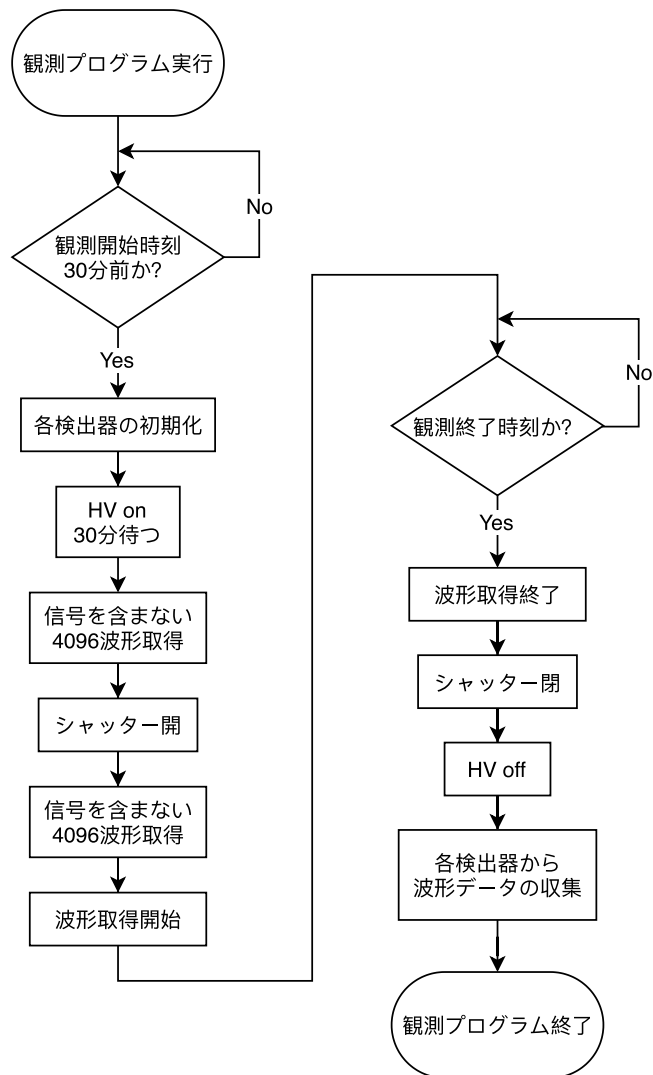 観測プログラム実行
No
観測開始時刻
30分前か?
Yes
各検出器の初期化
HV on
30分待つ
信号を含まない
4096波形取得
シャッター開
信号を含まない
4096波形取得
波形取得開始
No
観測終了時刻か?
Yes
波形取得終了
シャッター閉
HV off
各検出器から
波形データの収集
観測プログラム終了